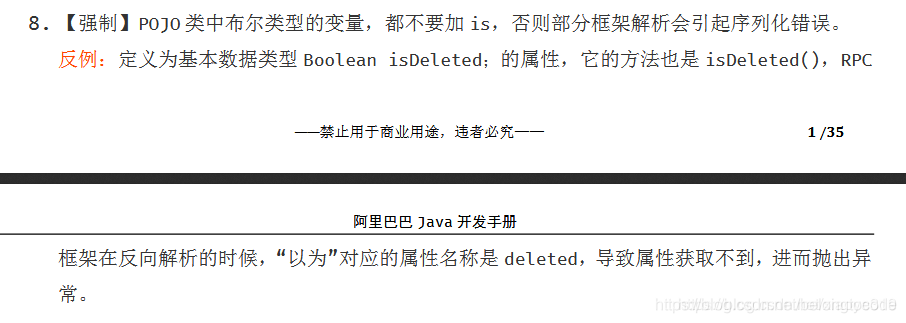 8. 【强制】POJO 类中布尔类型的变量，都不要加 is，否则部分框架解析会引起序列化错误。
反例：定义为基本数据类型 Boolean isDeleted；的属性，它的方法也是 isDeleted()，RPC
——禁止用于商业用途，违者必究——
1 /35
阿里巴巴 Java 开发手册
框架在反向解析的时候，“以为”对应的属性名称是 deleted，导致属性获取不到，进而抛出异
常。